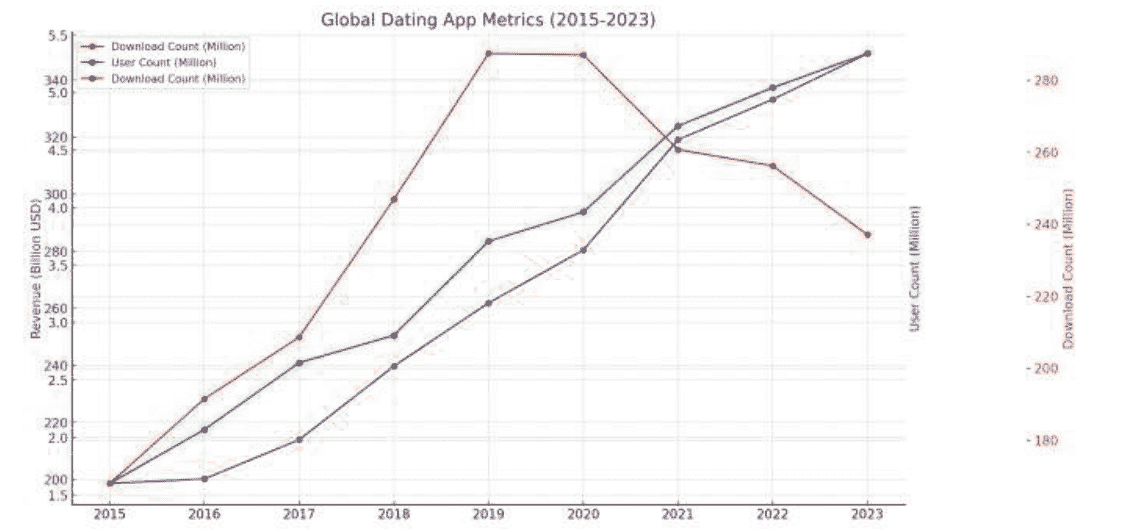 Global Dating App Metrics (2015-2023)
Download Count (Million)
User Count (Million)
Download Count (Million)
Revenue (Billion USD)
5.5
340
5.0
320
4.5
300
4.0
280
3.5
260
3.0
240
2.5
220
2.0
200
1.5
2015 2016 2017 2018 2019 2020 2021 2022 2023
User Count (Million)
- 280
- 260
- 240
- 220
- 200
- 180
Download Count (Million)